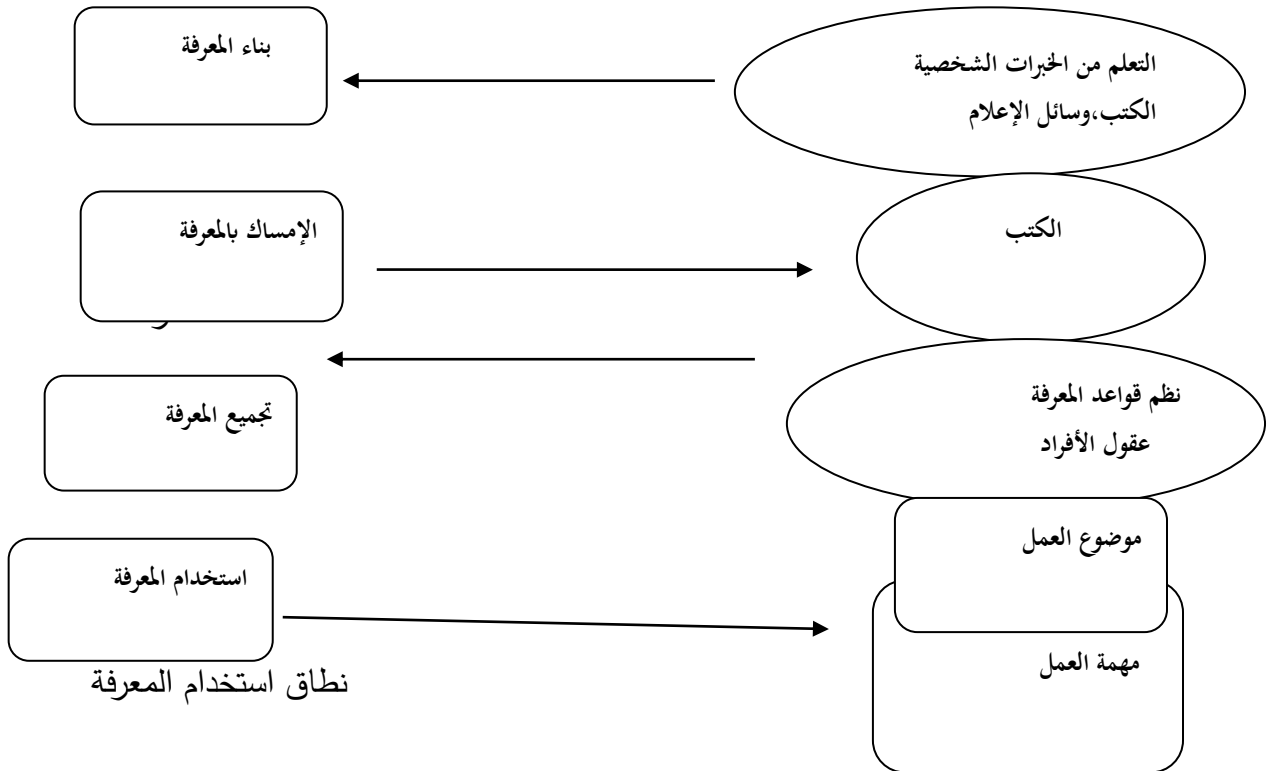 التعلم من الخبرات الشخصية
الكتب،وسائل الإعلام
بناء المعرفة
الكتب
الإمساك بالمعرفة
نظم قواعد المعرفة
عقول الأفراد
تجميع المعرفة
موضوع العمل
استخدام المعرفة
مهمة العمل
نطاق استخدام المعرفة